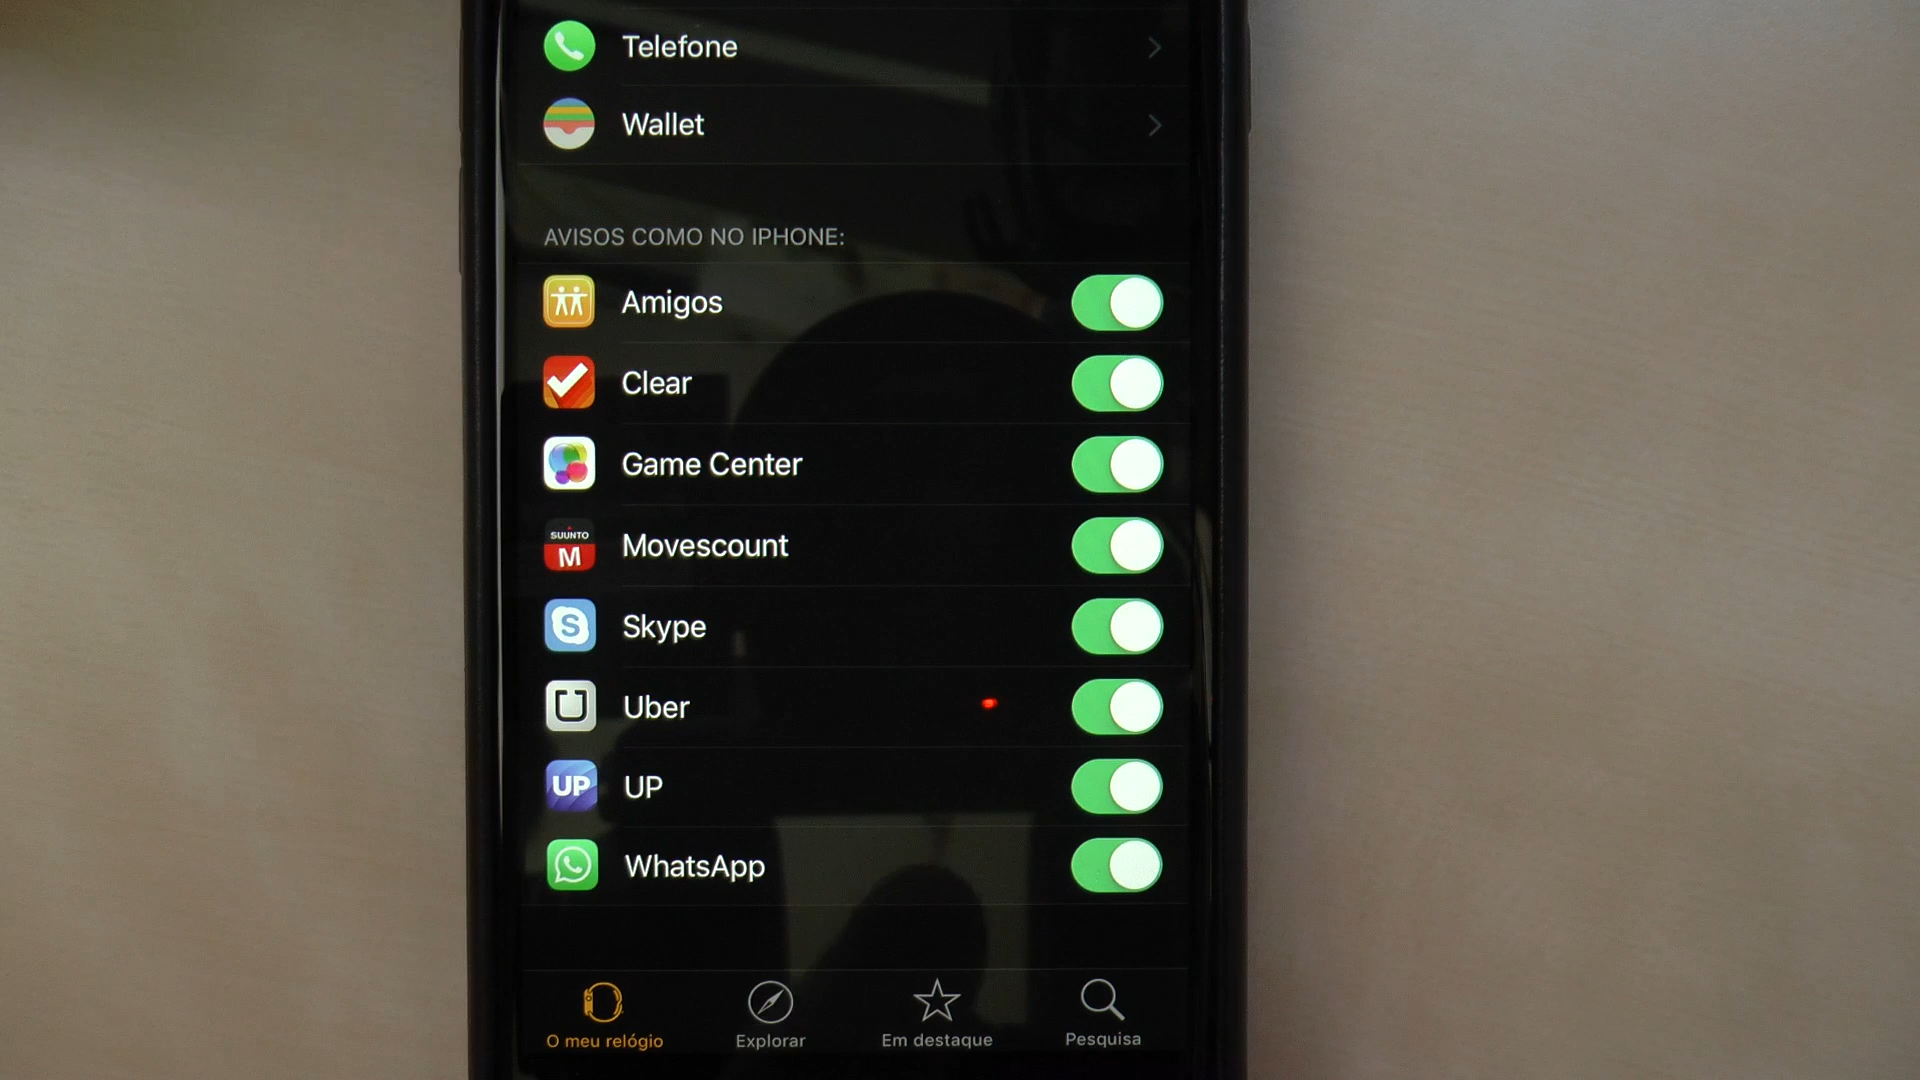 Telefone
Wallet
AVISOS COMO NO IPHONE:
Amigos
Clear
Game Center
SUUNTO
M
Movescount
S
Skype
Uber
UP
UP
WhatsApp
O meu relógio
Explorar
Em destaque
Pesquisa